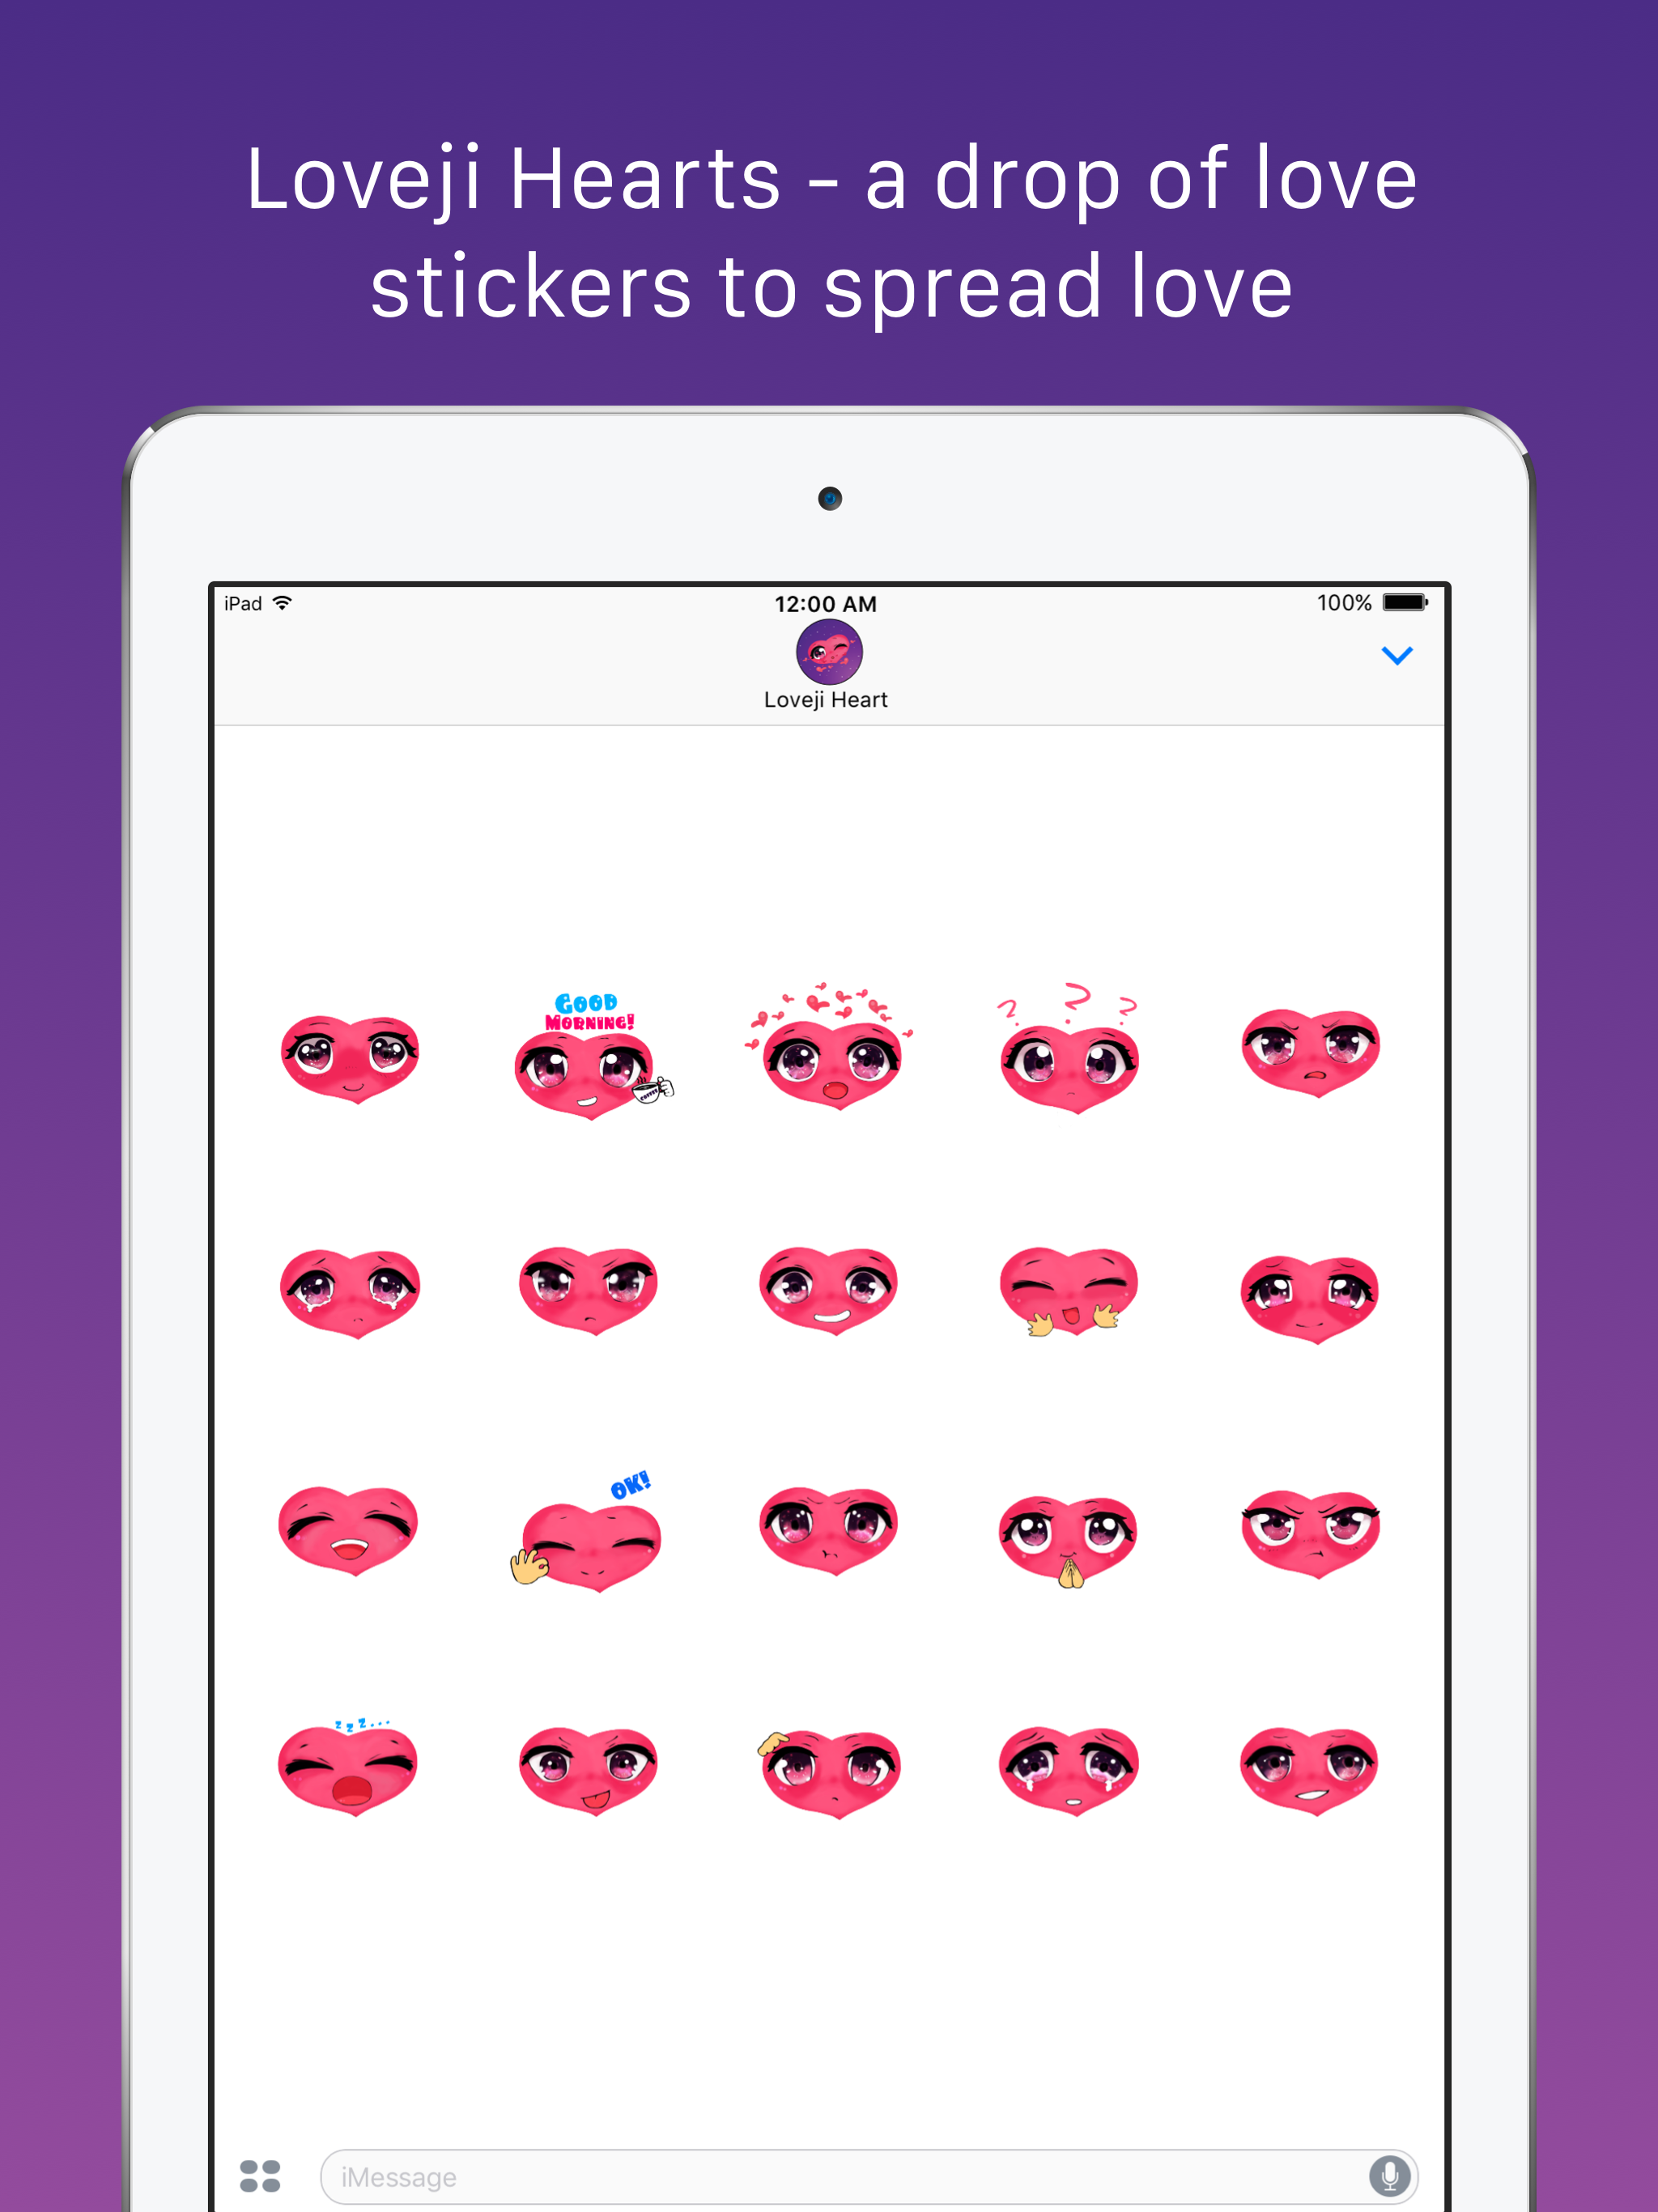 Loveji Hearts - a drop of love
stickers to spread love
iPad
12:00 AM
100%
Loveji Heart
GOOD
MORNING!
COFFEE
? ? ?
OK!
z z z...
iMessage